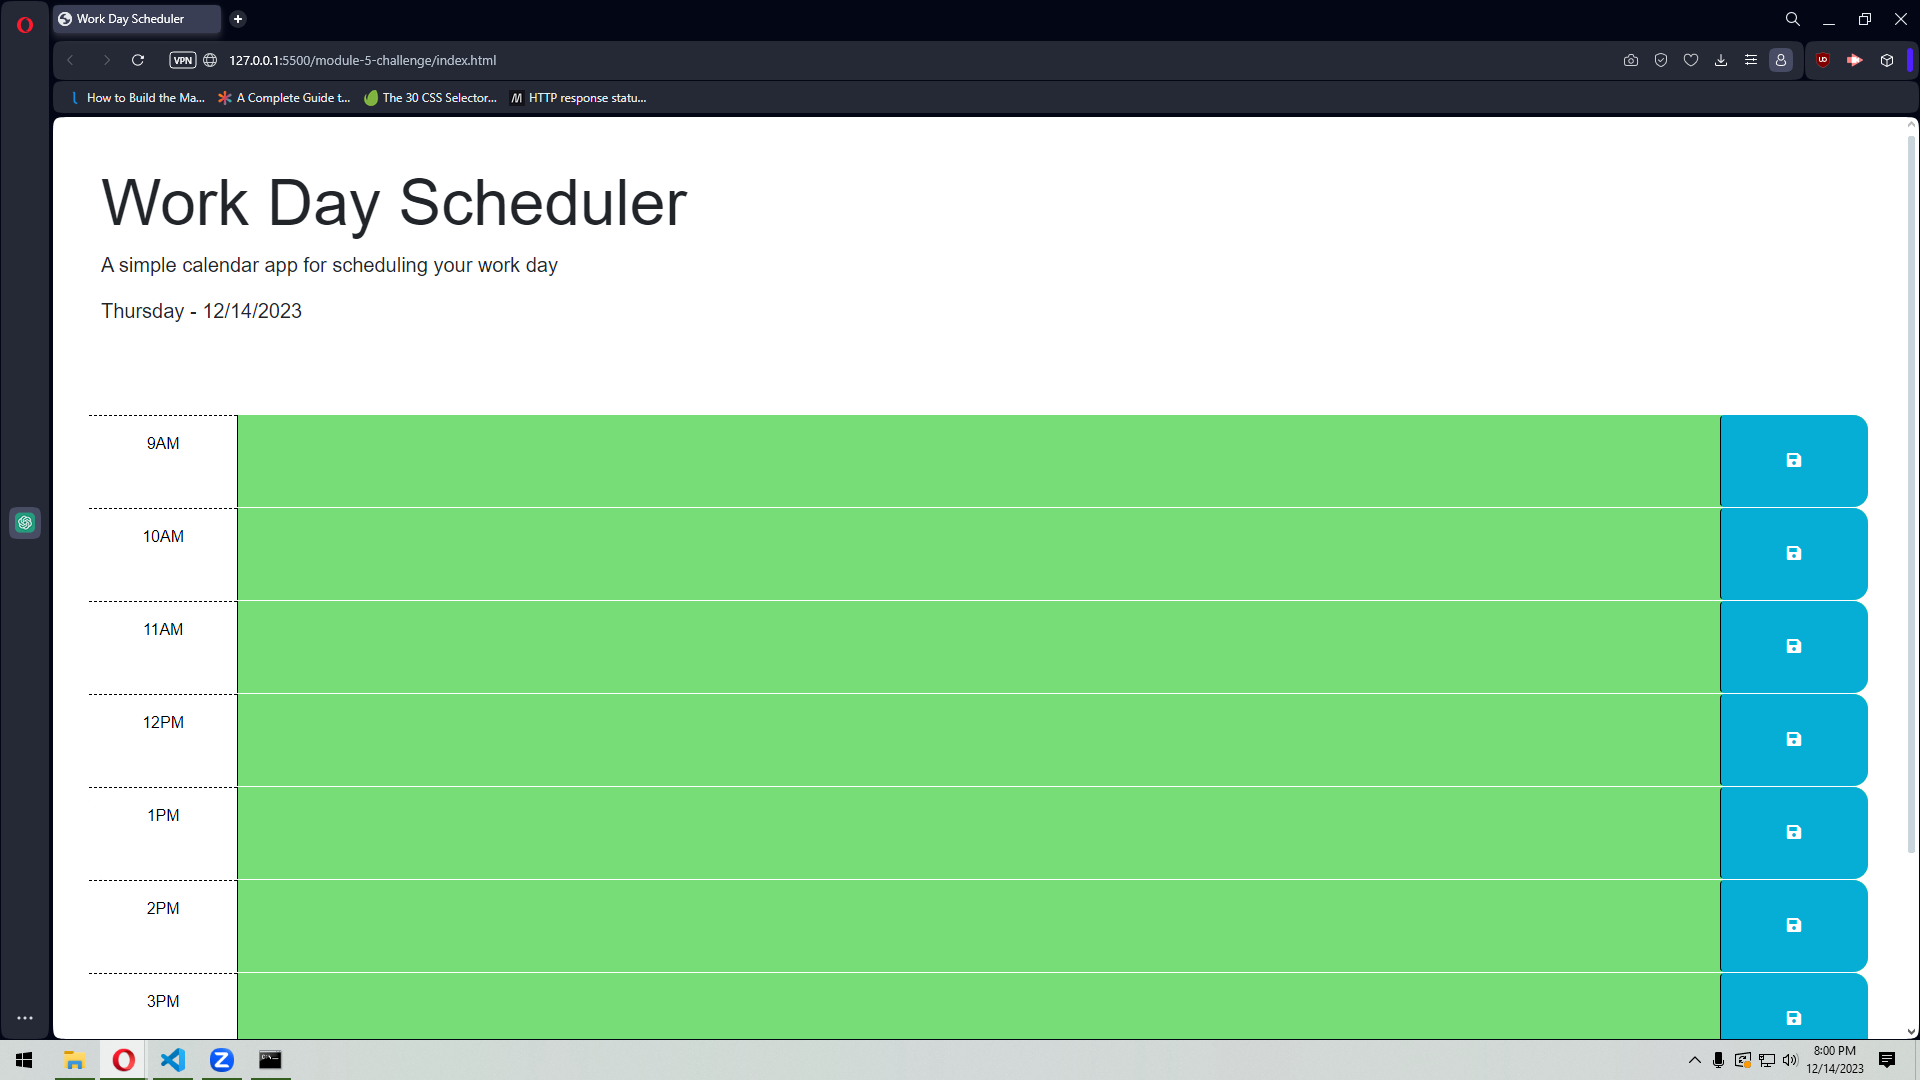 Work Day Scheduler
VPN
127.0.0.1:5500/module-5-challenge/index.html
How to Build the Ma...
A Complete Guide t...
The 30 CSS Selector...
HTTP response statu...
Work Day Scheduler
A simple calendar app for scheduling your work day
Thursday - 12/14/2023
9AM
10AM
11AM
12PM
1PM
2PM
3PM
8:00 PM
12/14/2023